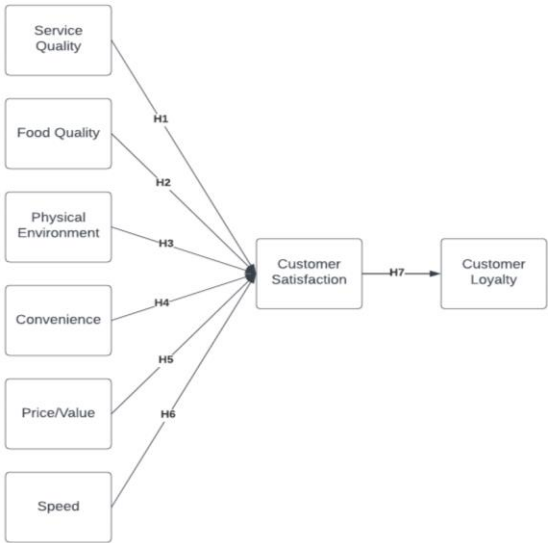 Service
Quality
H1
Food Quality
H2
Physical
Environment
H3
Customer
Satisfaction
H7
Customer
Loyalty
H4
Convenience
H5
Price/Value
H6
Speed